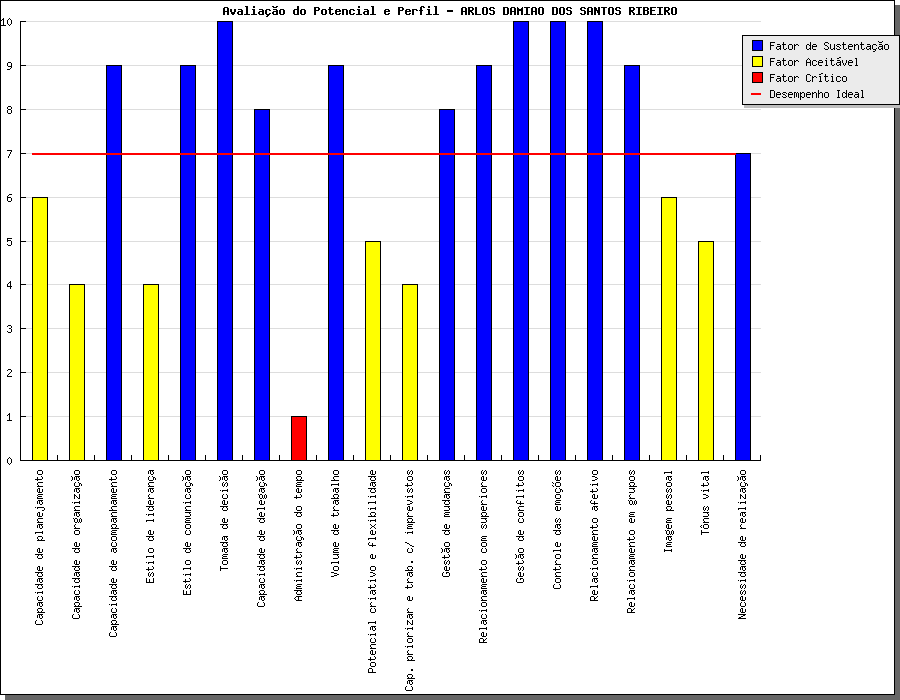 Avaliação do Potencial e Perfil - ARLOS DAMIAO DOS SANTOS RIBEIRO
Fator de Sustentação
Fator Aceitável
Fator Crítico
Desempenho Ideal
10
9
8
7
6
5
4
3
2
1
0
Capacidade de planejamento
Capacidade de organização
Capacidade de acompanhamento
Estilo de liderança
Estilo de comunicação
Tomada de decisão
Capacidade de delegação
Administração do tempo
Volume de trabalho
Potencial criativo e flexibilidade
Cap. priorizar e trab. c/ imprevistos
Gestão de mudanças
Relacionamento com superiores
Gestão de conflitos
Controle das emoções
Relacionamento afetivo
Relacionamento em grupos
Imagem pessoal
Tônus vital
Necessidade de realização